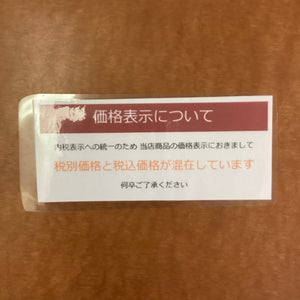 価格表示について
内税表示への統一のため 当店商品の価格表示におきまして
税別価格と税込価格が混在しています
何卒ご了承ください